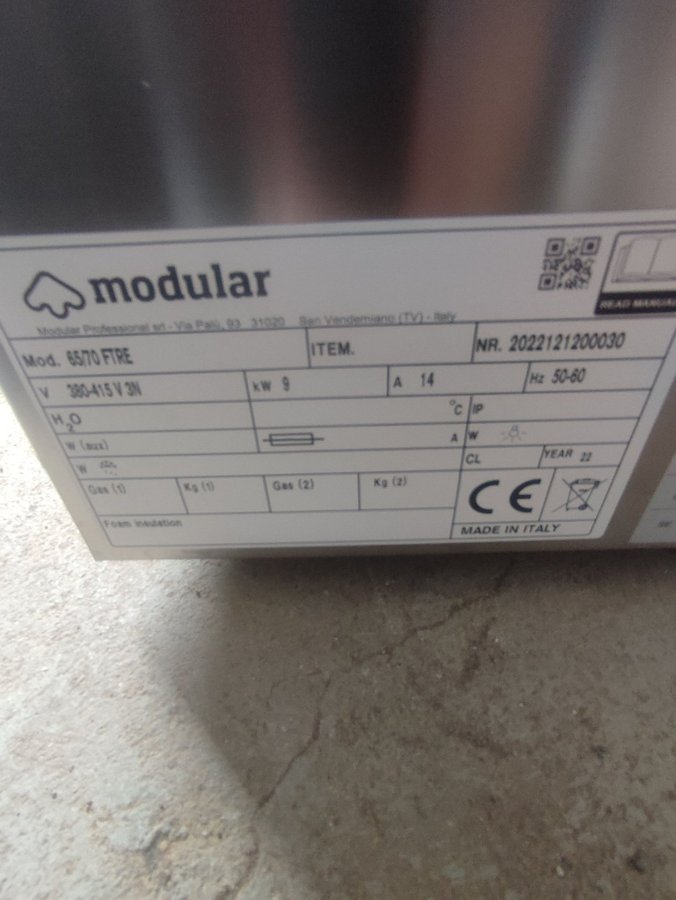 modular
READ MANUAL
Modular Professional srl - Via Palù, 93 31020 San Vendemiano (TV) - Italy
Mod. 65/70 FTRE ITEM. NR. 2022121200030
V 380-415 V 3N kW 9 A 14 Hz 50-60
H2O °C IP
W (aux) A W
W CL YEAR 22
Gas (1) Kg (1) Gas (2) Kg (2) CE
Foam insulation MADE IN ITALY